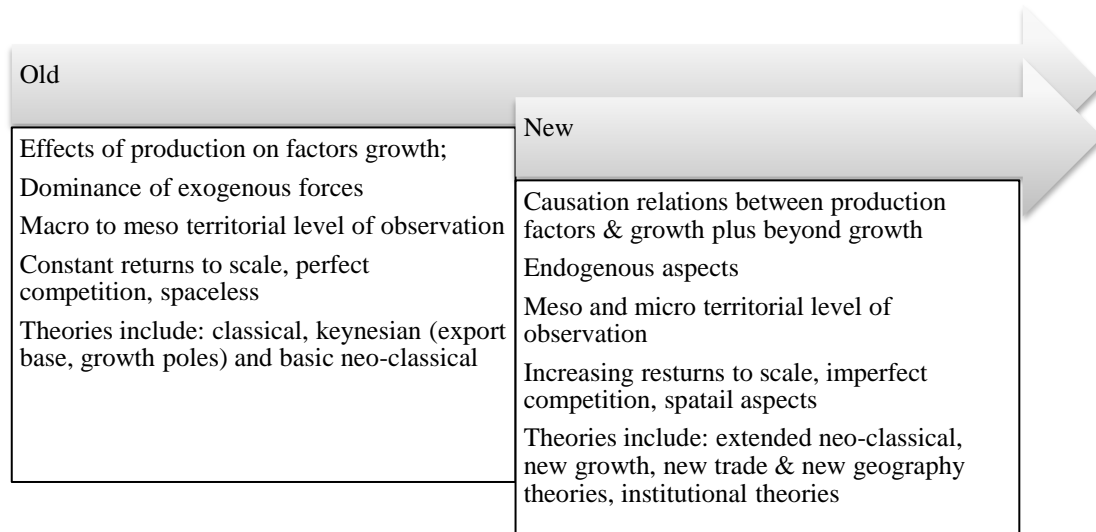 Old
Effects of production on factors growth;
Dominance of exogenous forces
Macro to meso territorial level of observation
Constant returns to scale, perfect
competition, spaceless
Theories include: classical, keynesian (export
base, growth poles) and basic neo-classical
New
Causation relations between production
factors & growth plus beyond growth
Endogenous aspects
Meso and micro territorial level of
observation
Increasing resturns to scale, imperfect
competition, spatail aspects
Theories include: extended neo-classical,
new growth, new trade & new geography
theories, institutional theories